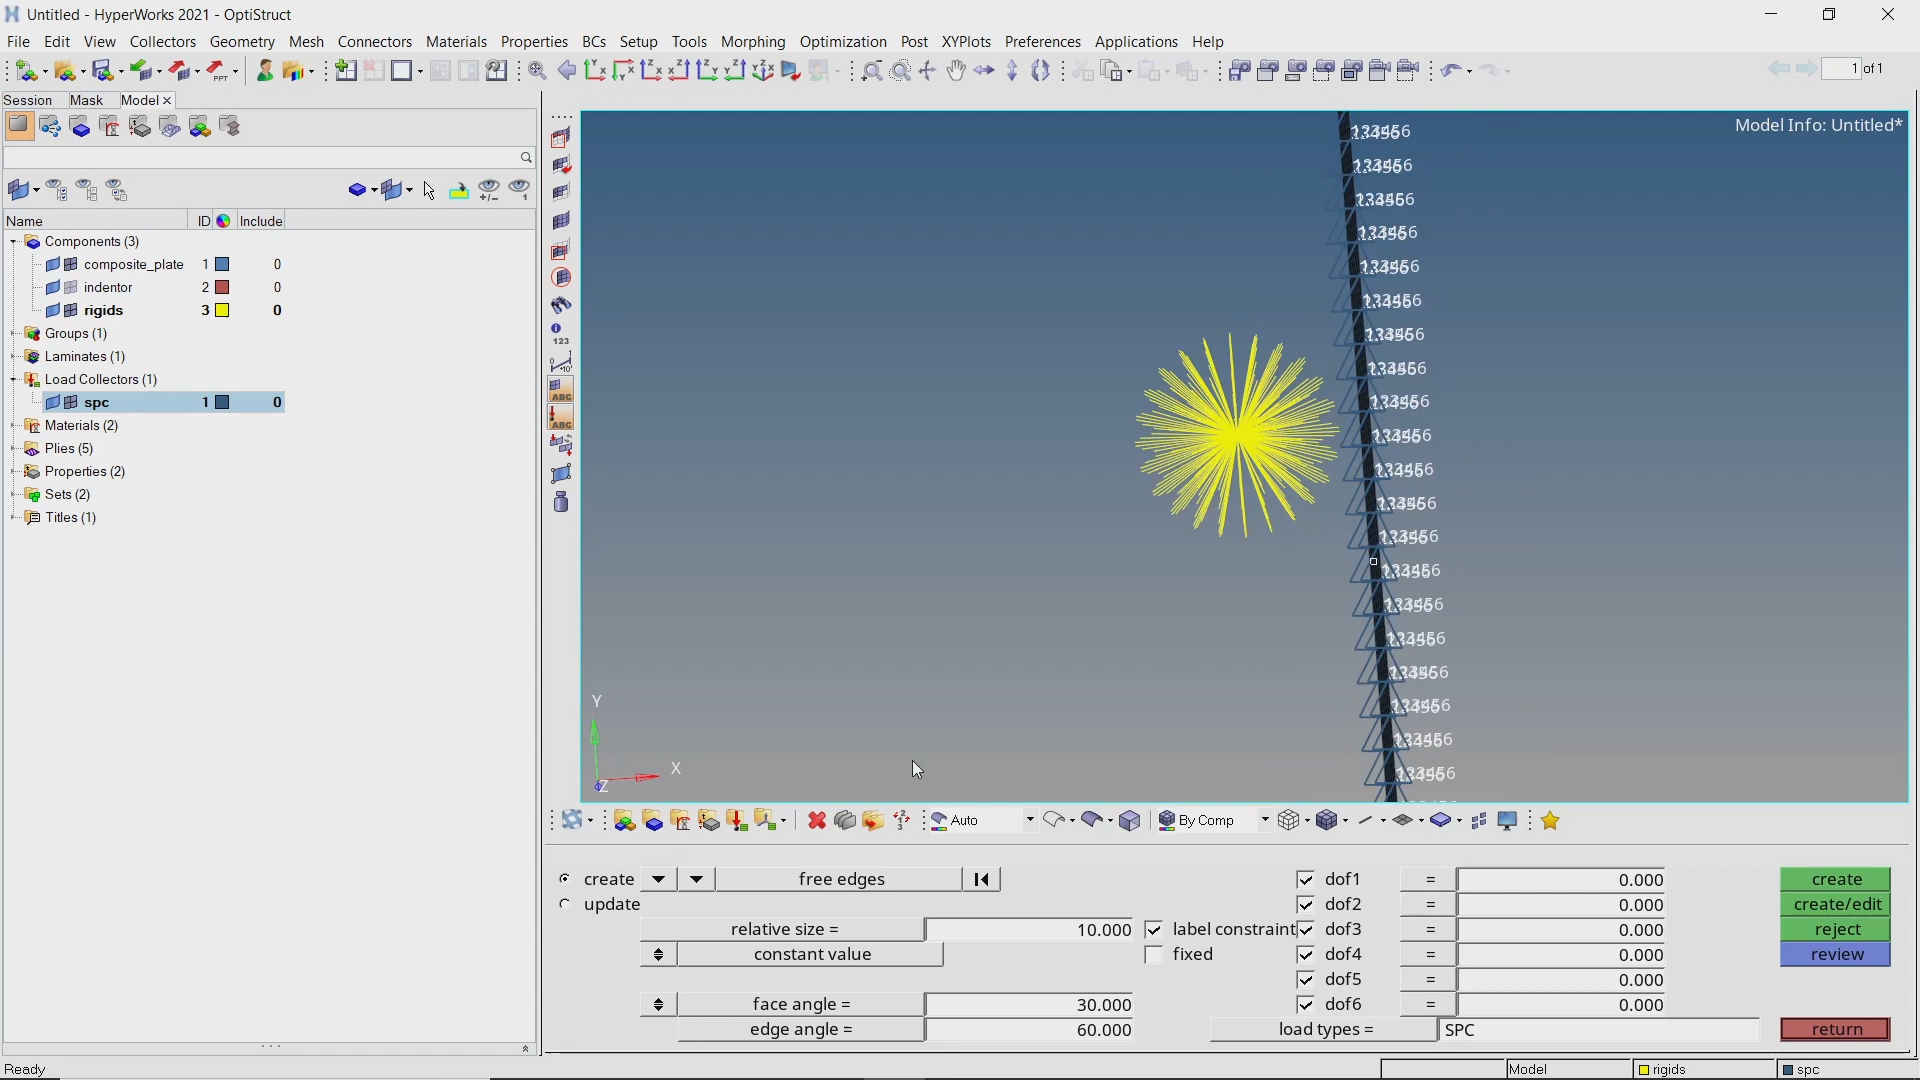 Untitled - HyperWorks 2021 - OptiStruct
File Edit View Collectors Geometry Mesh Connectors Materials Properties BCs Setup Tools Morphing Optimization Post XYPlots Preferences Applications Help
1 of 1
Session Mask Model
Model Info: Untitled*
Name ID Include
Components (3)
composite_plate 1 0
indentor 2 0
rigids 3 0
Groups (1)
Laminates (1)
Load Collectors (1)
spc 1 0
Materials (2)
Plies (5)
Properties (2)
Sets (2)
Titles (1)
Y
X
Z
Auto
By Comp
create free edges dof1 = 0.000 create
update dof2 = 0.000 create/edit
relative size = 10.000 label constraint dof3 = 0.000 reject
constant value fixed dof4 = 0.000 review
dof5 = 0.000
face angle = 30.000 dof6 = 0.000
edge angle = 60.000 load types = SPC return
Ready Model rigids spc